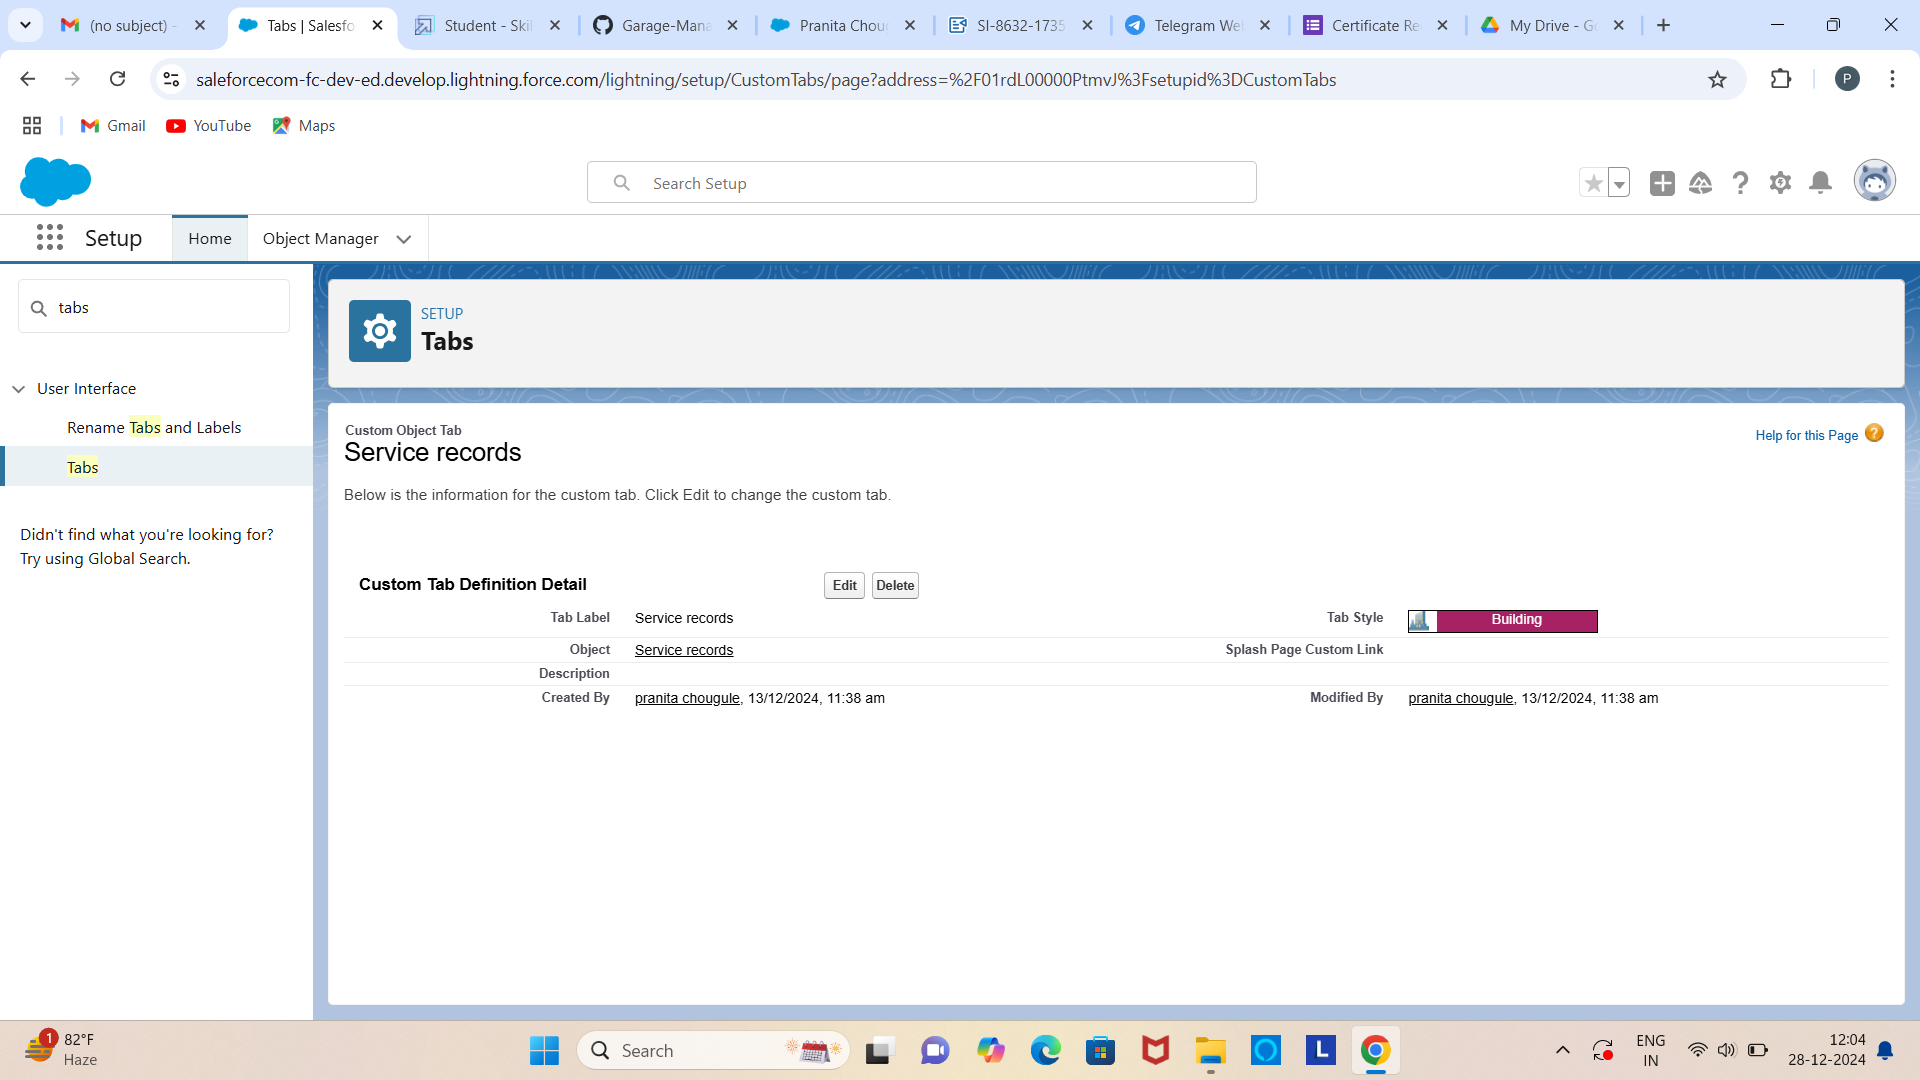 (no subject) -
Tabs | Salesfo
Student - Skil
Garage-Mana
Pranita Chou
SI-8632-1735
Telegram We
Certificate Re
My Drive - Go
saleforcecom-fc-dev-ed.develop.lightning.force.com/lightning/setup/CustomTabs/page?address=%2F01rdL00000PtmvJ%3Fsetupid%3DCustomTabs
P
Gmail
YouTube
Maps
Search Setup
Setup
Home
Object Manager
tabs
User Interface
Rename Tabs and Labels
Tabs
Didn't find what you're looking for?
Try using Global Search.
SETUP
Tabs
Custom Object Tab
Service records
Help for this Page
Below is the information for the custom tab. Click Edit to change the custom tab.
Custom Tab Definition Detail
Edit
Delete
Tab Label Service records
Tab Style Building
Object Service records
Splash Page Custom Link
Description
Created By pranita chougule, 13/12/2024, 11:38 am
Modified By pranita chougule, 13/12/2024, 11:38 am
1
82°F
Haze
Search
L
ENG
IN
12:04
28-12-2024